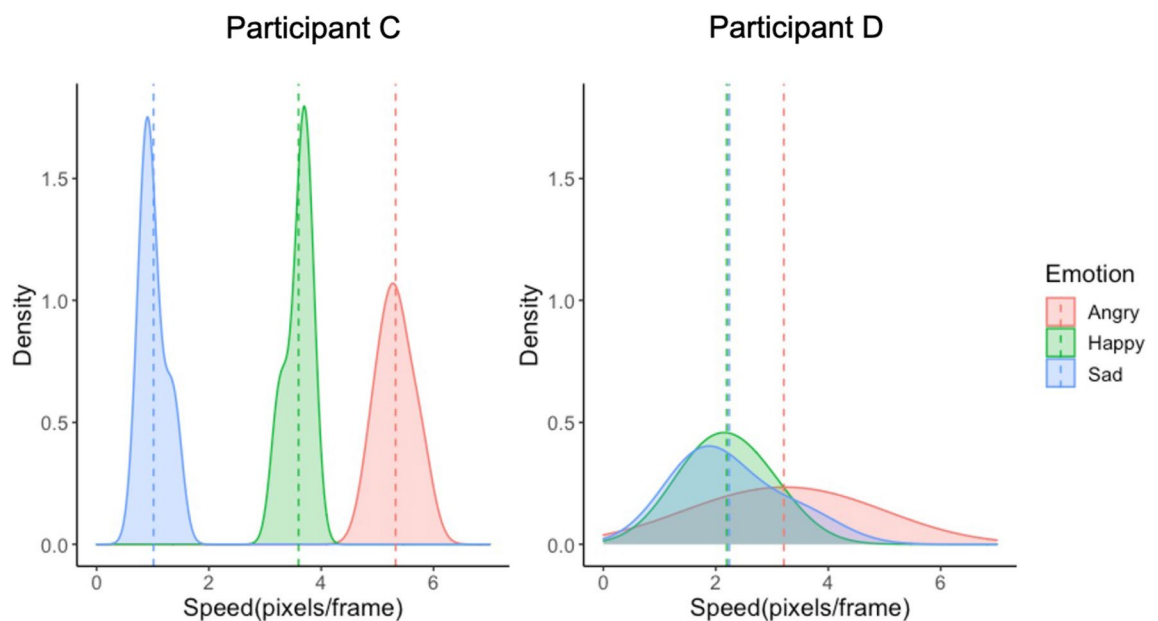 Participant C
Participant D
Density
1.5
1.0
0.5
0.0
0
2
4
6
Speed(pixels/frame)
Density
1.5
1.0
0.5
0.0
0
2
4
6
Speed(pixels/frame)
Emotion
Angry
Happy
Sad